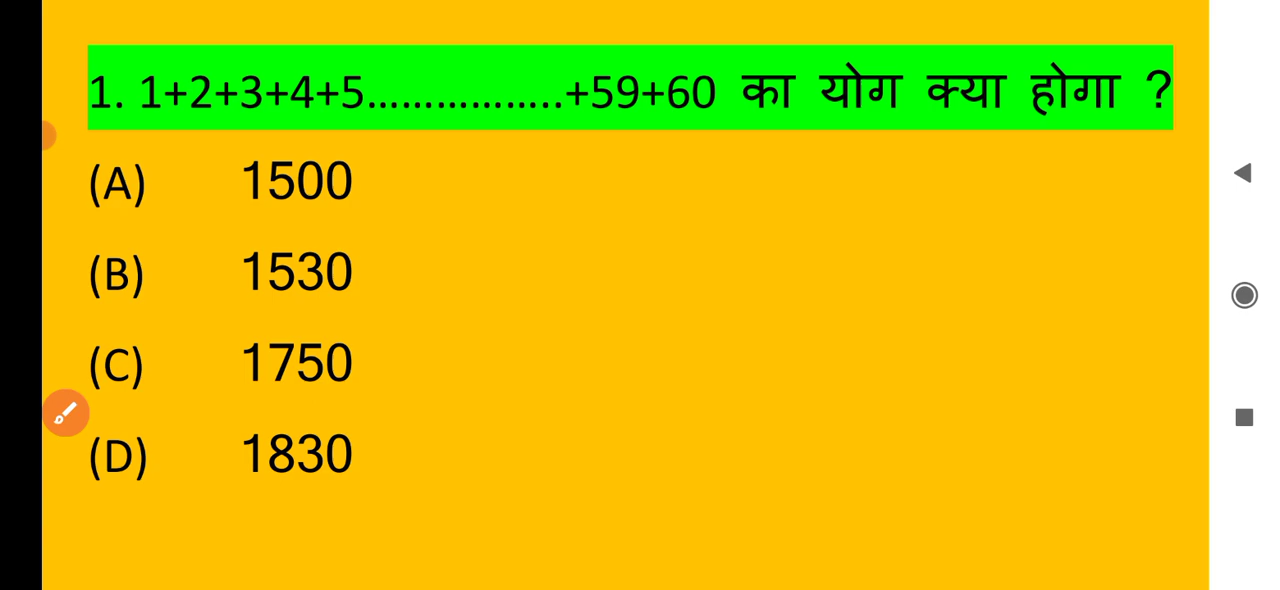 1. 1+2+3+4+5……………..+59+60 का योग क्या होगा ?
(A) 1500
(B) 1530
(C) 1750
(D) 1830